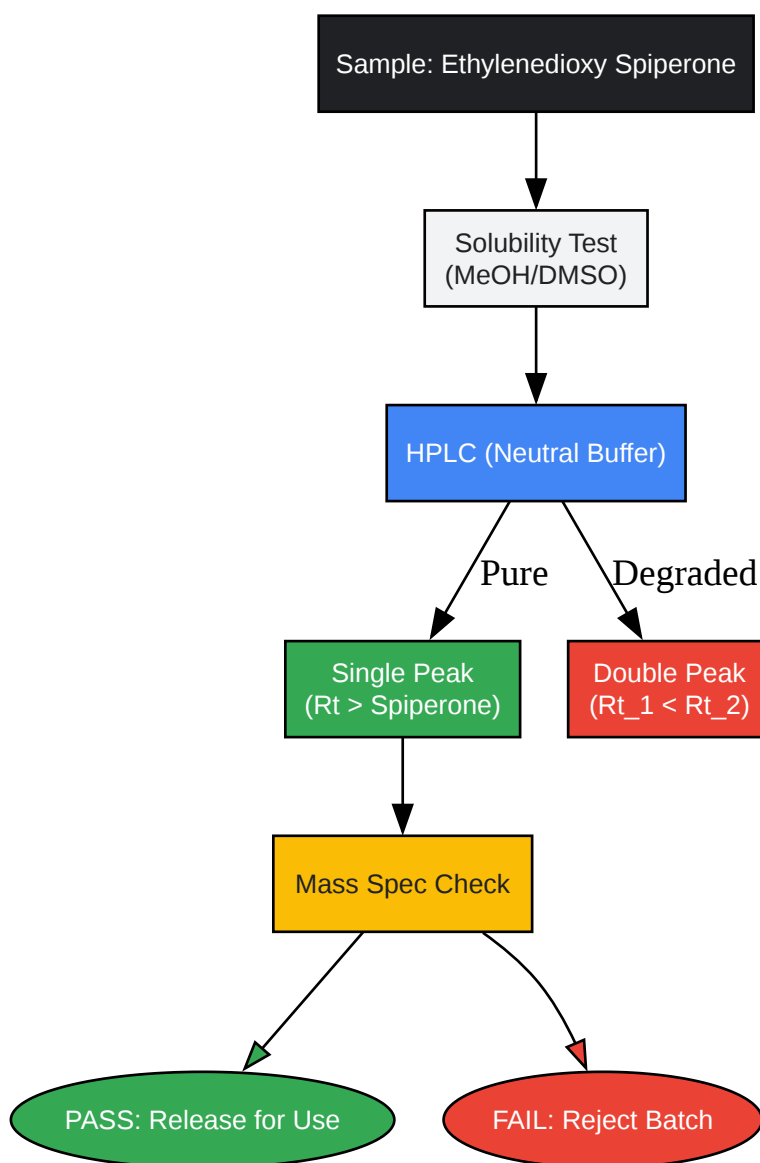 Sample: Ethylenedioxy Spiperone
Solubility Test
(MeOH/DMSO)
HPLC (Neutral Buffer)
Pure
Degraded
Single Peak
(Rt > Spiperone)
Double Peak
(Rt_1 < Rt_2)
Mass Spec Check
PASS: Release for Use
FAIL: Reject Batch